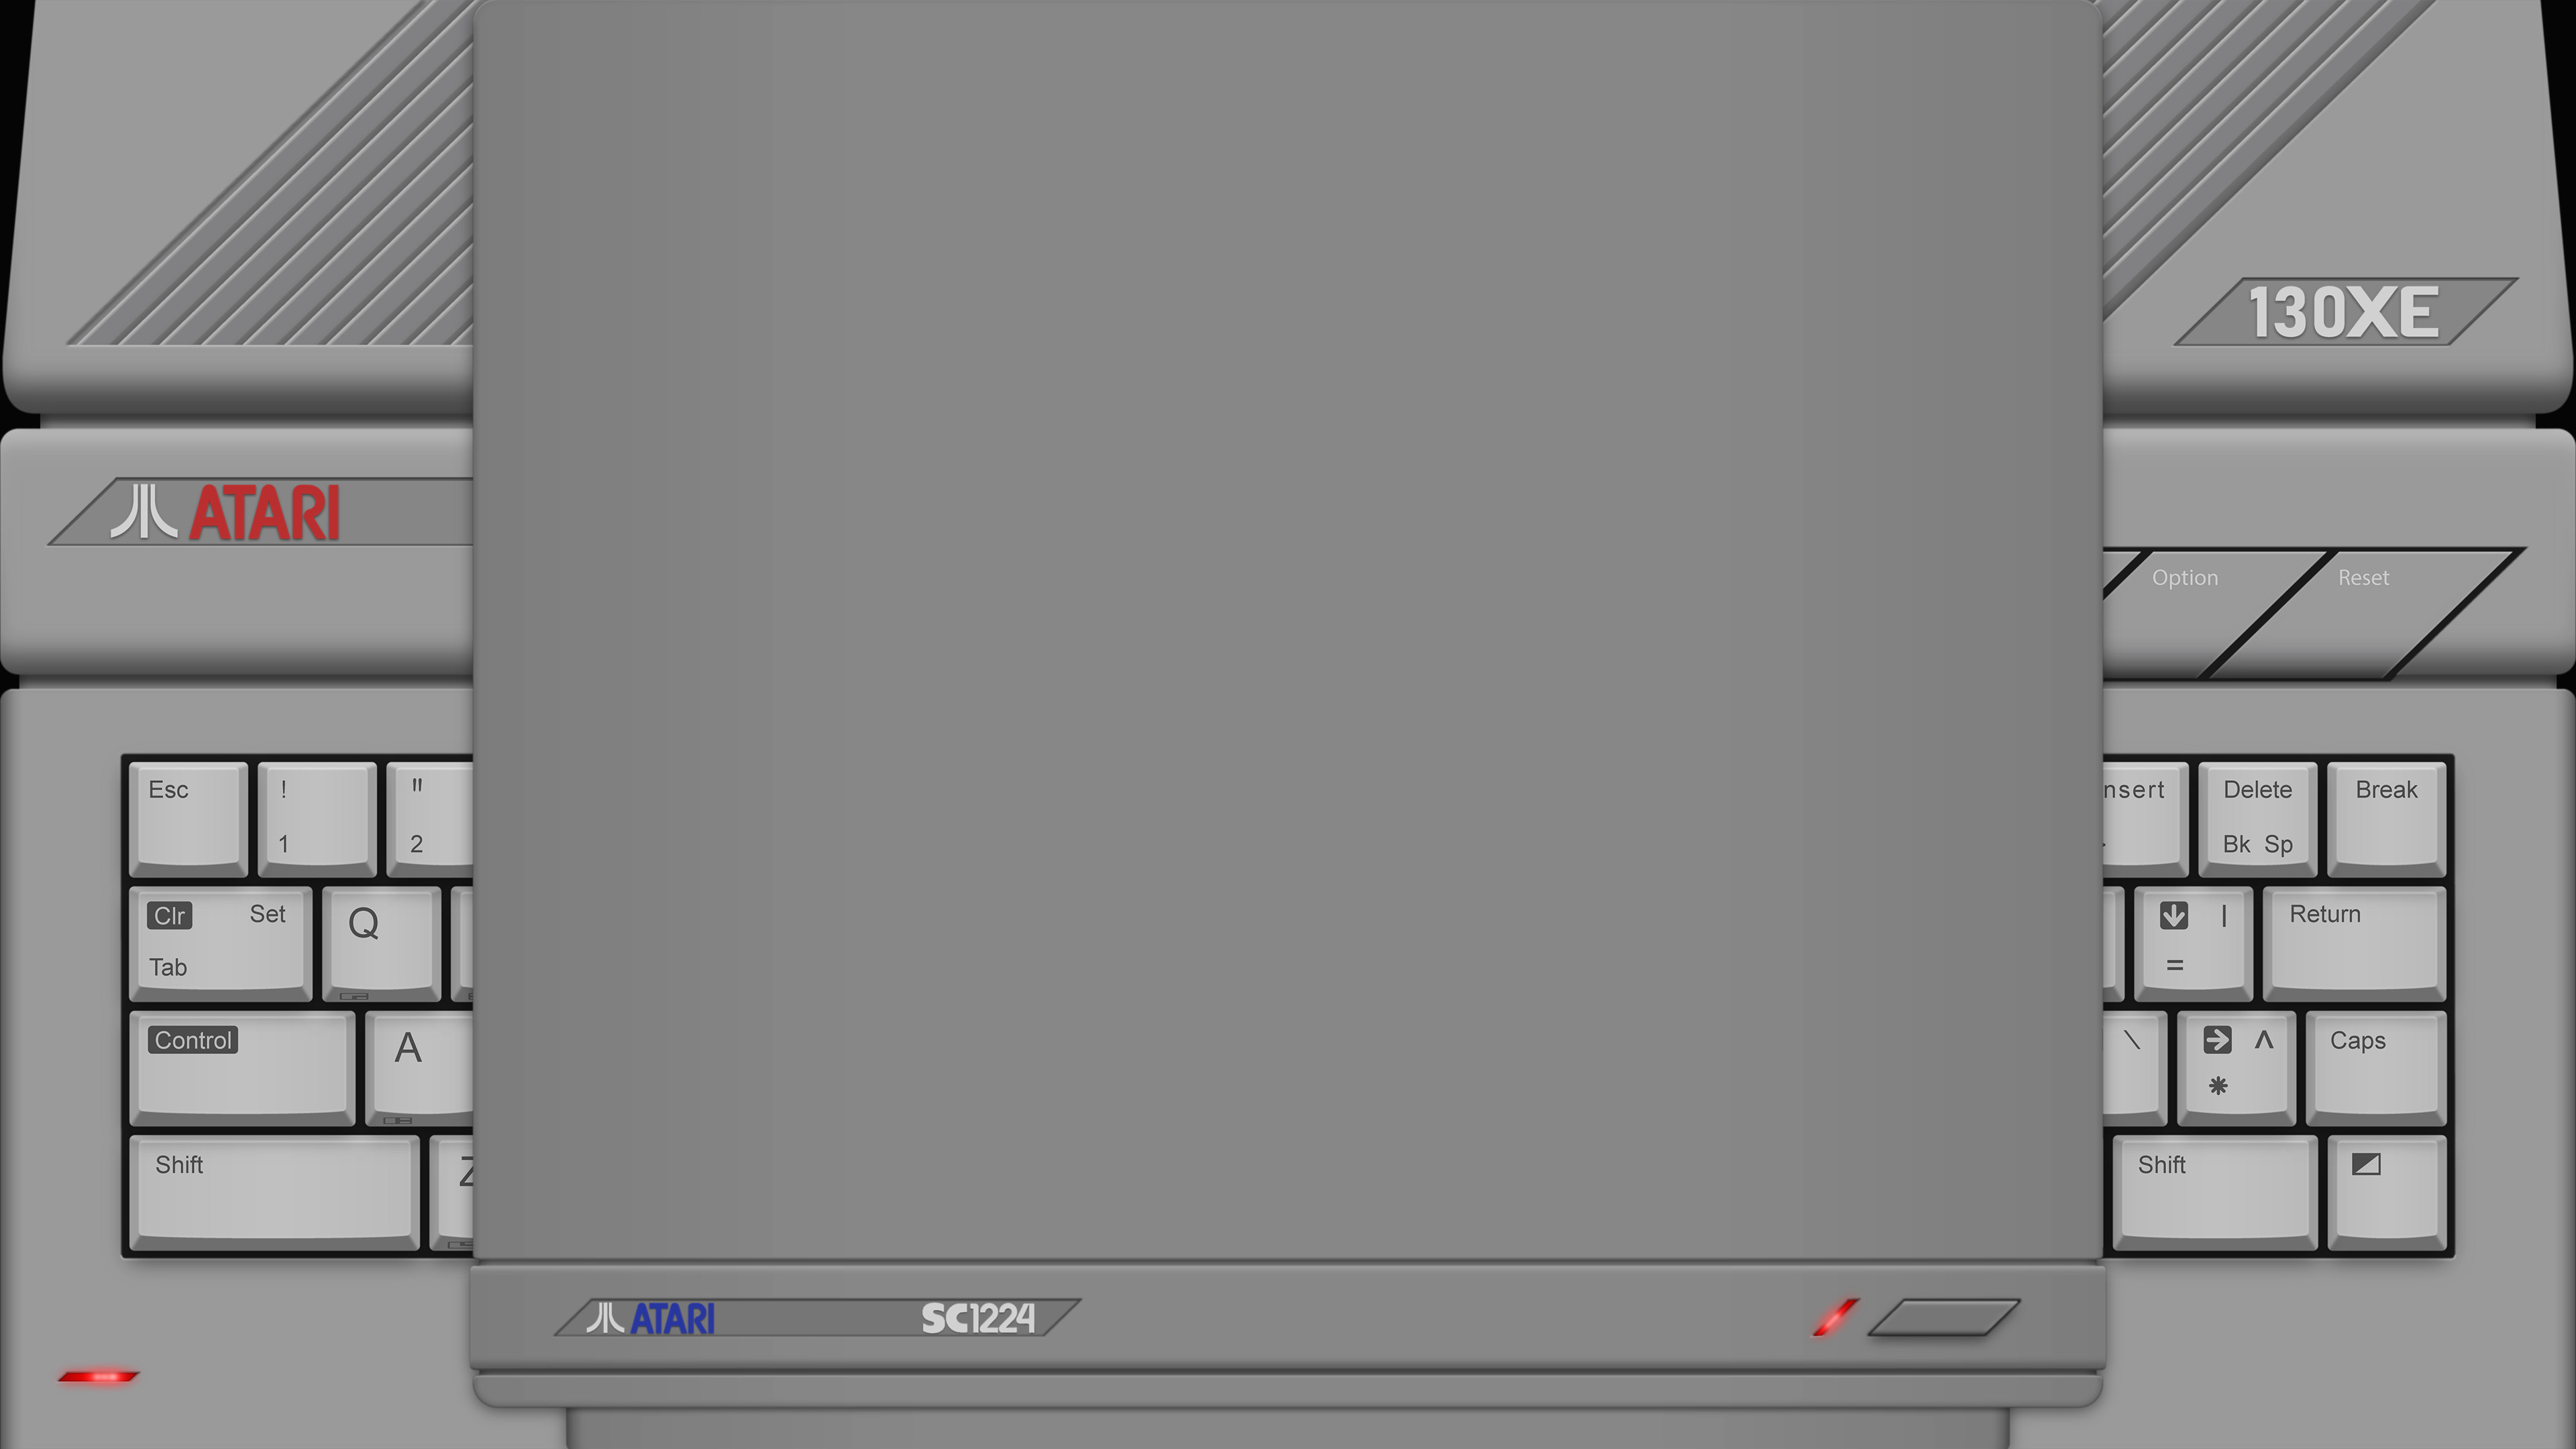 130XE
ATARI
Option Reset
Esc ! " nsert Delete Break
1 2 Bk Sp
Clr Set Q | Return
Tab =
Control A \ ^ Caps
*
Shift Z Shift
ATARI SC1224